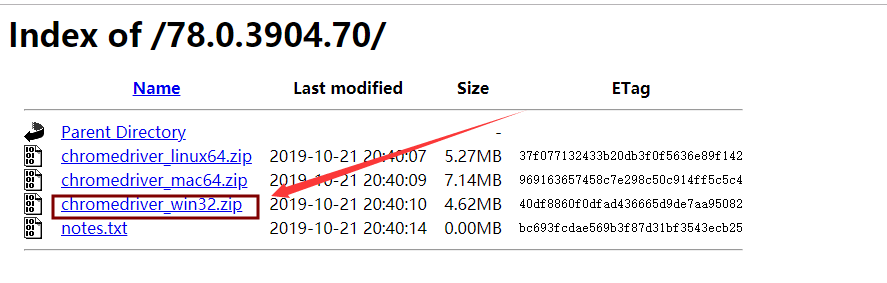 Index of /78.0.3904.70/
Name Last modified Size ETag
Parent Directory -
chromedriver_linux64.zip 2019-10-21 20:40:07 5.27MB 37f077132433b20db3f0f5636e89f142
chromedriver_mac64.zip 2019-10-21 20:40:09 7.14MB 969163657458c7e298c50c914ff5c5c4
chromedriver_win32.zip 2019-10-21 20:40:10 4.62MB 40df8860f0dfad436665d9de7aa95082
notes.txt 2019-10-21 20:40:14 0.00MB bc693fcdae569b3f87d31bf3543ecb25